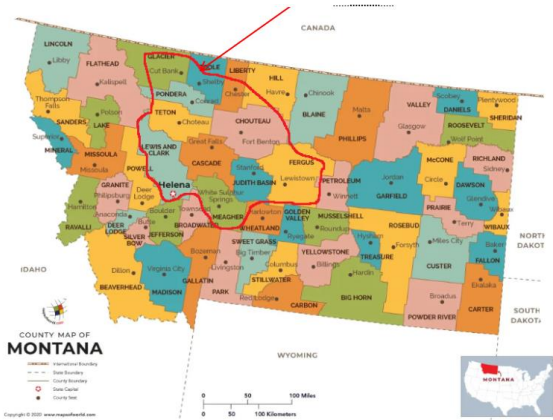 CANADA
LINCOLN
Libby
FLATHEAD
Kalispell
GLACIER
Cut Bank
Shelby
LIBERTY
Chester
HILL
Havre
Chinook
BLAINE
Malta
PHILLIPS
VALLEY
Glasgow
Scobey
DANIELS
Plentywood
SHERIDAN
ROOSEVELT
Wolf Point
PONDERA
Conrad
TETON
Choteau
CHOUTEAU
Fort Benton
Thompson
Falls
SANDERS
Polson
LAKE
Superior
MINERAL
MISSOULA
Missoula
POWELL
LEWIS AND
CLARK
Great Falls
CASCADE
Stanford
JUDITH BASIN
FERGUS
Lewistown
PETROLEUM
Winnett
Jordan
GARFIELD
McCONE
Circle
RICHLAND
Sidney
DAWSON
Glendive
PRAIRIE
Terry
Wibaux
WIBAUX
Helena
GRANITE
Philipsburg
Deer
Lodge
Hamilton
RAVALLI
Anaconda
DEER
LODGE
Butte
SILVER
BOW
Boulder
JEFFERSON
Townsend
BROADWATER
White Sulphur
Springs
MEAGHER
Harlowton
WHEATLAND
GOLDEN
VALLEY
Ryegate
MUSSELSHELL
Roundup
ROSEBUD
Forsyth
Hysham
TREASURE
Miles City
CUSTER
Baker
FALLON
NORTH
DAKOT
IDAHO
Dillon
BEAVERHEAD
Virginia City
MADISON
Bozeman
GALLATIN
Livingston
PARK
SWEET GRASS
Big Timber
Columbus
STILLWATER
Red Lodge
CARBON
YELLOWSTONE
Billings
Hardin
BIG HORN
Broadus
POWDER RIVER
Ekalaka
CARTER
SOUTH
DAKOT
WYOMING
COUNTY MAP OF
MONTANA
International Boundary
State Boundary
County Boundary
State Capital
County Seat
0 50 100 Miles
0 50 100 Kilometers
MONTANA
Copyright © 2020 www.mapsofworld.com